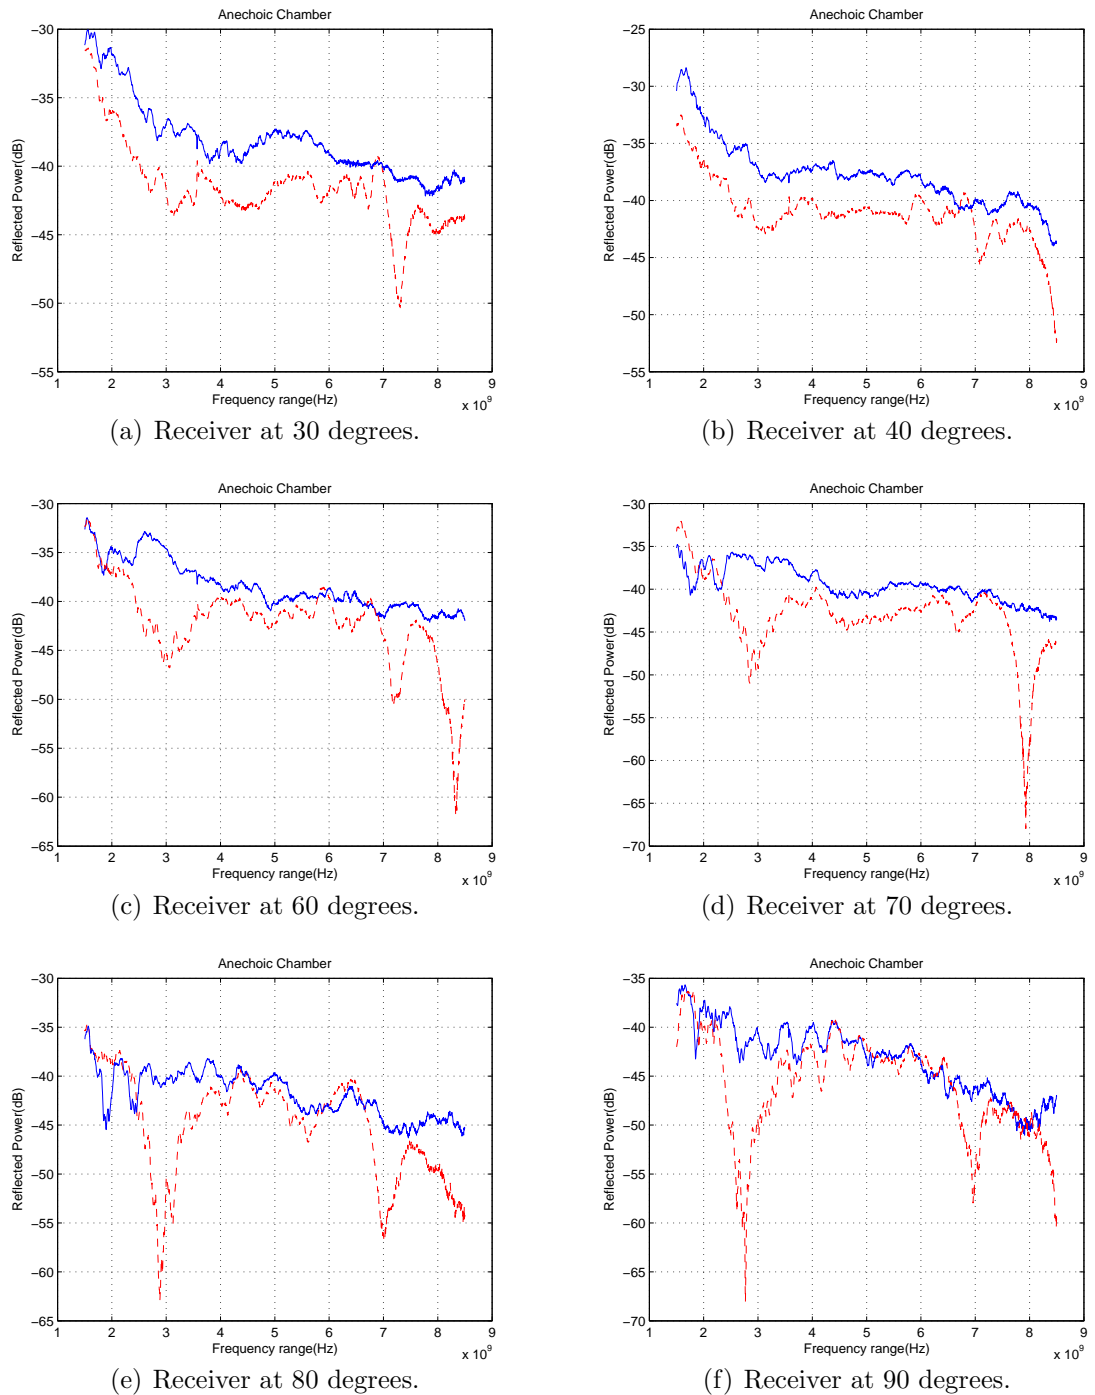 Anechoic Chamber
−30
−35
−40
−45
−50
−55
Reflected Power(dB)
1 2 3 4 5 6 7 8 9
Frequency range(Hz)
x 10⁹
(a) Receiver at 30 degrees.
Anechoic Chamber
−25
−30
−35
−40
−45
−50
−55
Reflected Power(dB)
1 2 3 4 5 6 7 8 9
Frequency range(Hz)
x 10⁹
(b) Receiver at 40 degrees.
Anechoic Chamber
−30
−35
−40
−45
−50
−55
−60
−65
Reflected Power(dB)
1 2 3 4 5 6 7 8 9
Frequency range(Hz)
x 10⁹
(c) Receiver at 60 degrees.
Anechoic Chamber
−30
−35
−40
−45
−50
−55
−60
−65
−70
Reflected Power(dB)
1 2 3 4 5 6 7 8 9
Frequency range(Hz)
x 10⁹
(d) Receiver at 70 degrees.
Anechoic Chamber
−30
−35
−40
−45
−50
−55
−60
−65
Reflected Power(dB)
1 2 3 4 5 6 7 8 9
Frequency range(Hz)
x 10⁹
(e) Receiver at 80 degrees.
Anechoic Chamber
−35
−40
−45
−50
−55
−60
−65
−70
Reflected Power(dB)
1 2 3 4 5 6 7 8 9
Frequency range(Hz)
x 10⁹
(f) Receiver at 90 degrees.